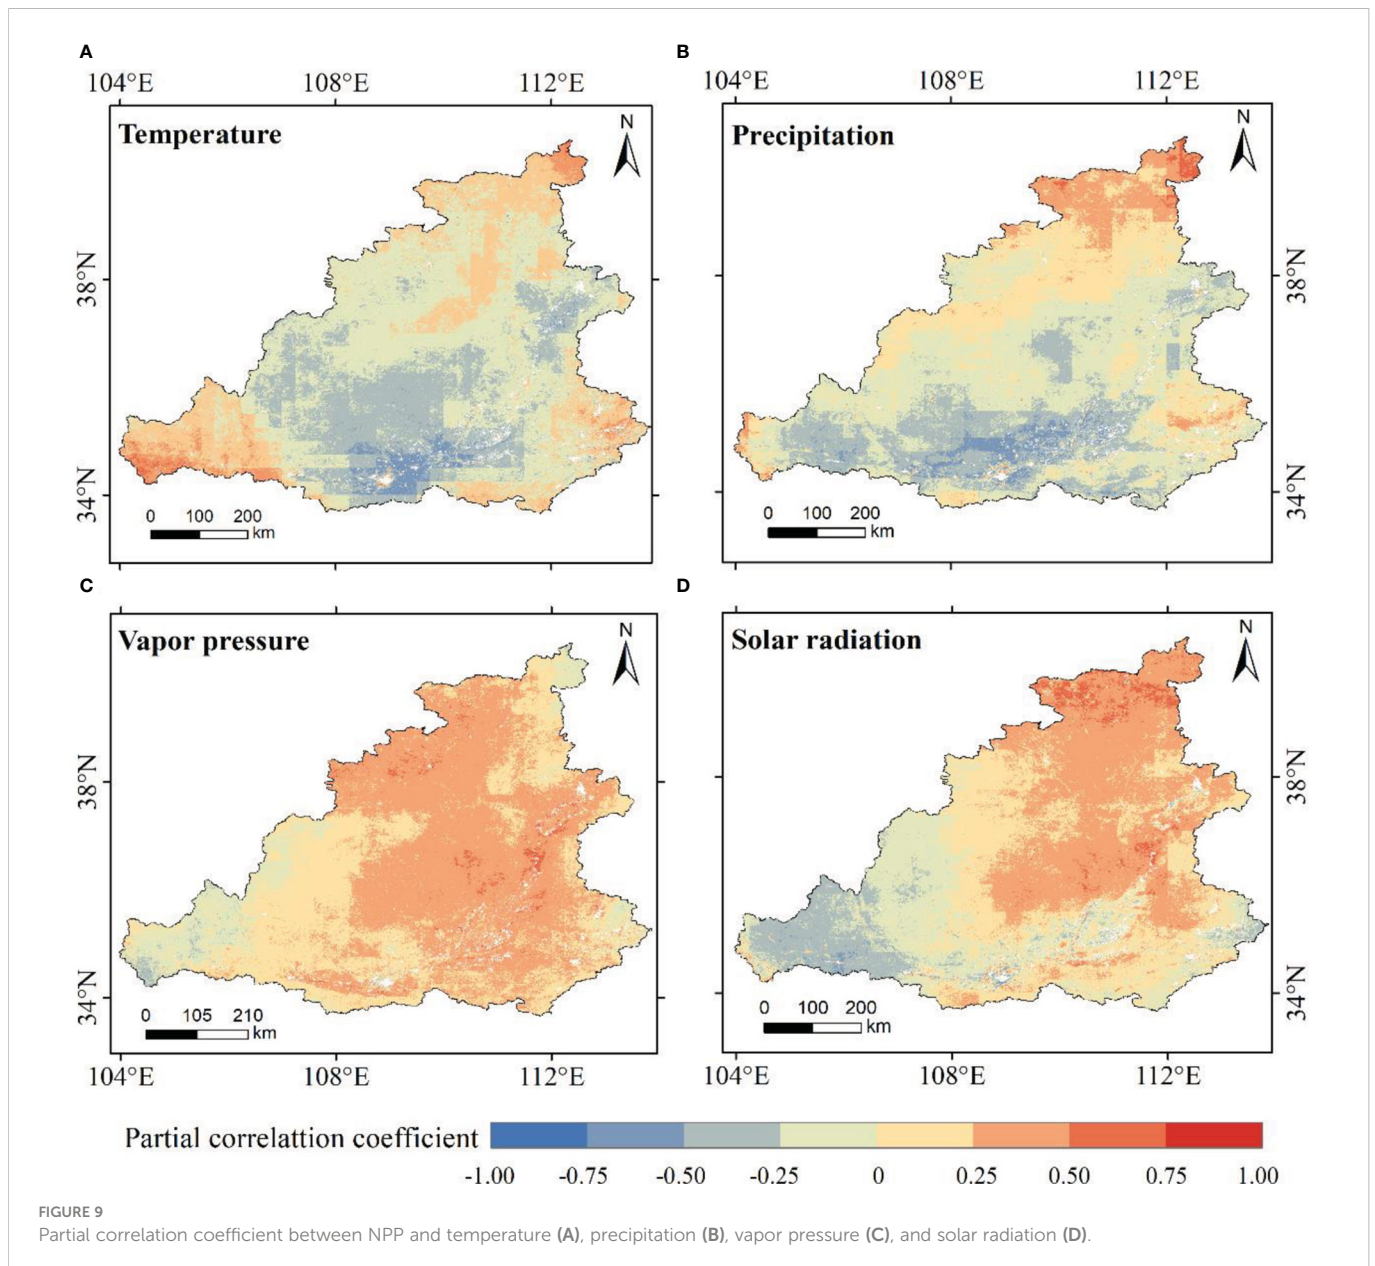 A
B
104°E 108°E 112°E
104°E 108°E 112°E
Temperature
N
Precipitation
N
38°N
38°N
34°N
34°N
0 100 200
km
0 100 200
km
C
D
Vapor pressure
N
Solar radiation
N
38°N
38°N
34°N
34°N
0 105 210
km
0 100 200
km
104°E 108°E 112°E
104°E 108°E 112°E
Partial correlattion coefficient
-1.00 -0.75 -0.50 -0.25 0 0.25 0.50 0.75 1.00
FIGURE 9
Partial correlation coefficient between NPP and temperature (A), precipitation (B), vapor pressure (C), and solar radiation (D).